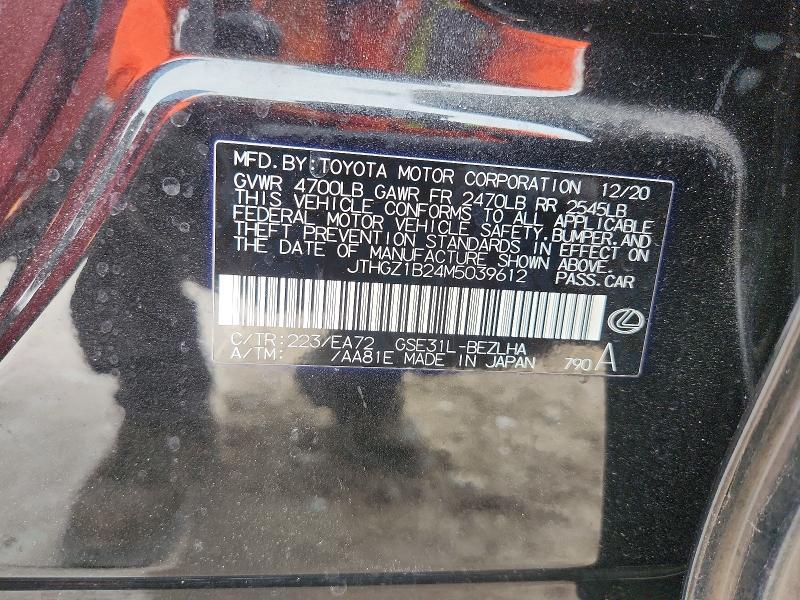 MFD. BY: TOYOTA MOTOR CORPORATION 12/20
GVWR 4700LB GAWR FR 2470LB RR 2545LB
THIS VEHICLE CONFORMS TO ALL APPLICABLE
FEDERAL MOTOR VEHICLE SAFETY, BUMPER, AND
THEFT PREVENTION STANDARDS IN EFFECT ON
THE DATE OF MANUFACTURE SHOWN ABOVE.
JTHGZ1B24M5039612 PASS. CAR
C/TR: 223/EA72 GSE31L-BEZLHA
A/TM: /AA81E MADE IN JAPAN 790 A